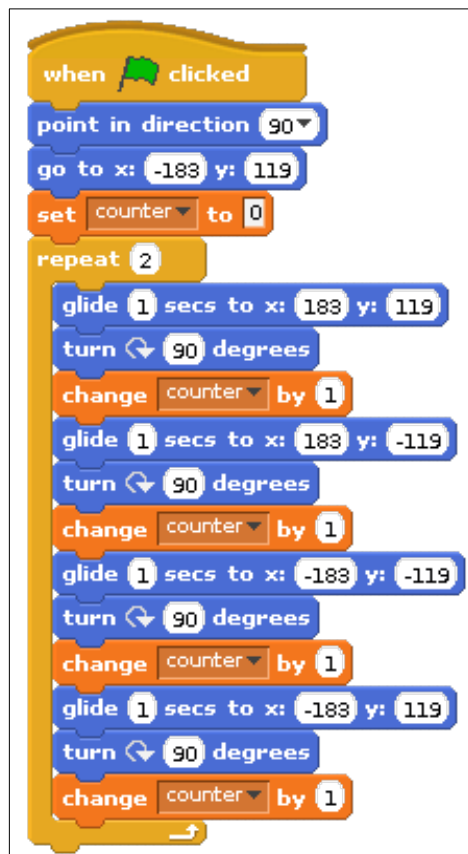 when clicked
point in direction 90
go to x: -183 y: 119
set counter to 0
repeat 2
glide 1 secs to x: 183 y: 119
turn 90 degrees
change counter by 1
glide 1 secs to x: 183 y: -119
turn 90 degrees
change counter by 1
glide 1 secs to x: -183 y: -119
turn 90 degrees
change counter by 1
glide 1 secs to x: -183 y: 119
turn 90 degrees
change counter by 1